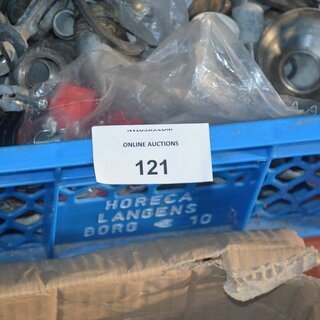 ONLINE AUCTIONS
121
HORECA
LANGENS
BORG € 10